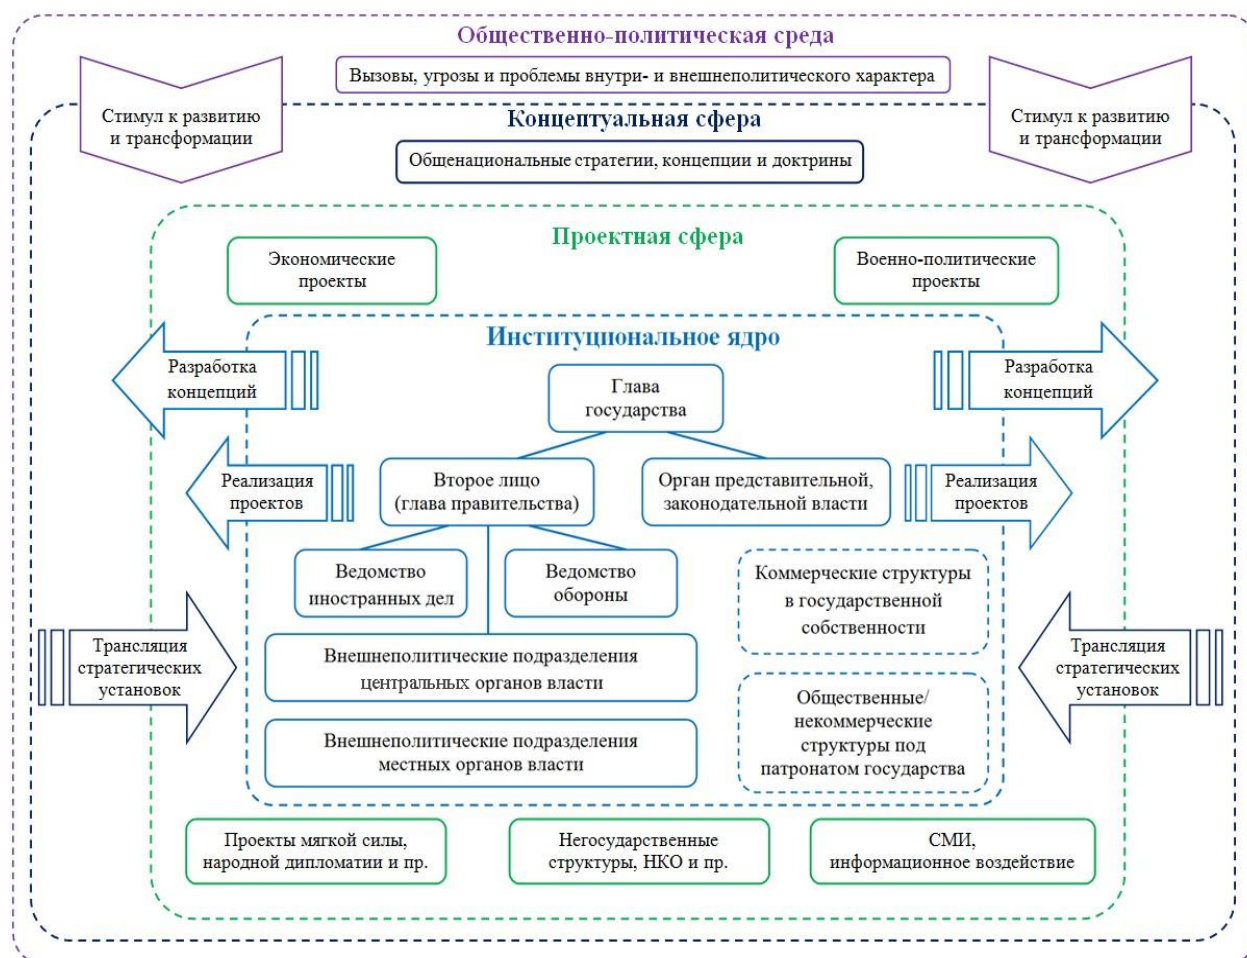 Общественно-политическая среда
Вызовы, угрозы и проблемы внутри- и внешнеполитического характера
Стимул к развитию
и трансформации
Стимул к развитию
и трансформации
Концептуальная сфера
Общенациональные стратегии, концепции и доктрины
Проектная сфера
Экономические
проекты
Военно-политические
проекты
Институциональное ядро
Разработка
концепций
Глава
государства
Разработка
концепций
Реализация
проектов
Второе лицо
(глава правительства)
Орган представительной,
законодательной власти
Реализация
проектов
Ведомство
иностранных дел
Ведомство
обороны
Коммерческие структуры
в государственной
собственности
Трансляция
стратегических
установок
Внешнеполитические подразделения
центральных органов власти
Трансляция
стратегических
установок
Внешнеполитические подразделения
местных органов власти
Общественные/
некоммерческие
структуры под
патронатом государства
Проекты мягкой силы,
народной дипломатии и пр.
Негосударственные
структуры, НКО и пр.
СМИ,
информационное воздействие